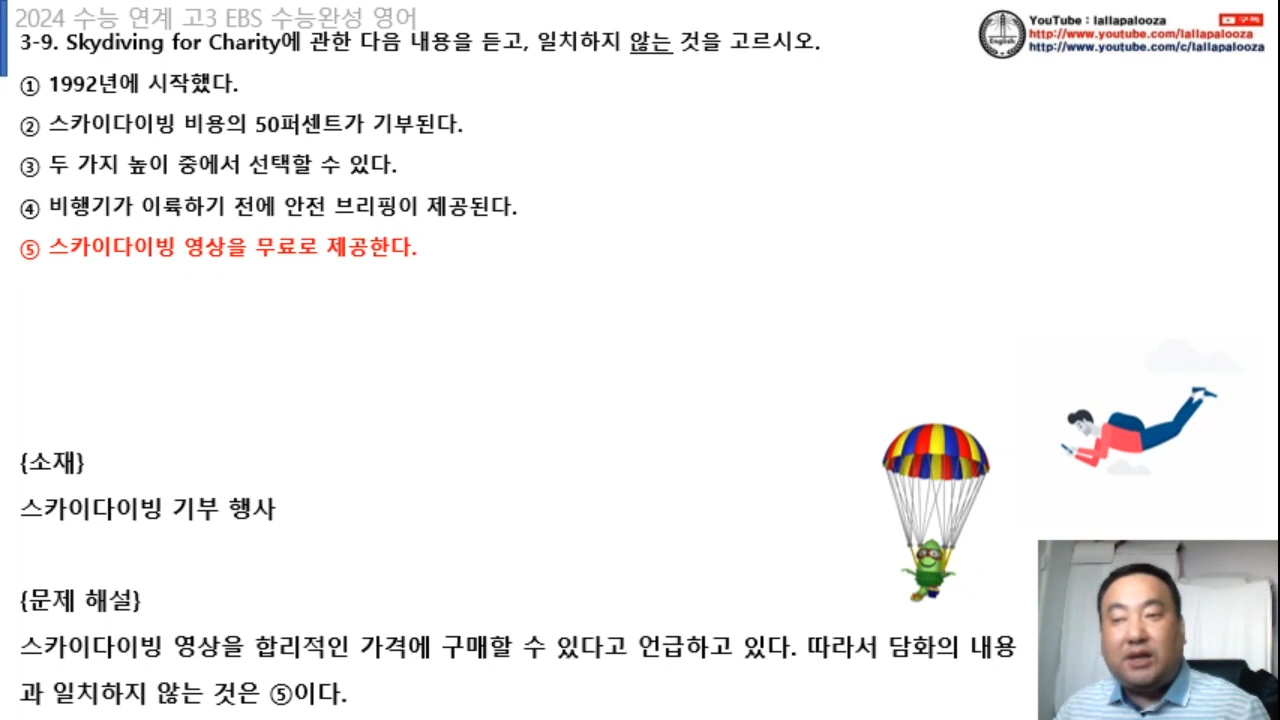 2024 수능 연계 고3 EBS 수능완성 영어
3-9. Skydiving for Charity에 관한 다음 내용을 듣고, 일치하지 않는 것을 고르시오.
① 1992년에 시작했다.
② 스카이다이빙 비용의 50퍼센트가 기부된다.
③ 두 가지 높이 중에서 선택할 수 있다.
④ 비행기가 이륙하기 전에 안전 브리핑이 제공된다.
⑤ 스카이다이빙 영상을 무료로 제공한다.
{소재}
스카이다이빙 기부 행사
{문제 해설}
스카이다이빙 영상을 합리적인 가격에 구매할 수 있다고 언급하고 있다. 따라서 담화의 내용
과 일치하지 않는 것은 ⑤이다.
English
YouTube : lallapalooza
구독
http://www.youtube.com/lallapalooza
http://www.youtube.com/c/lallapalooza